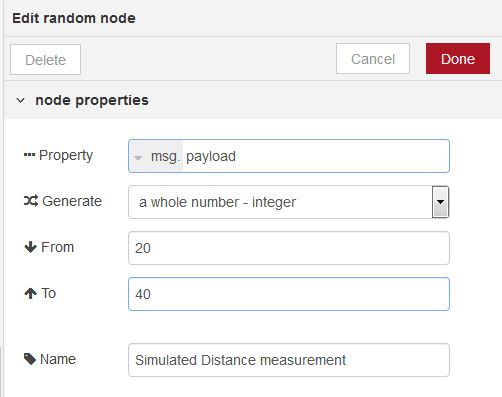 Edit random node
Delete Cancel Done
node properties
Property msg. payload
Generate a whole number - integer
From 20
To 40
Name Simulated Distance measurement